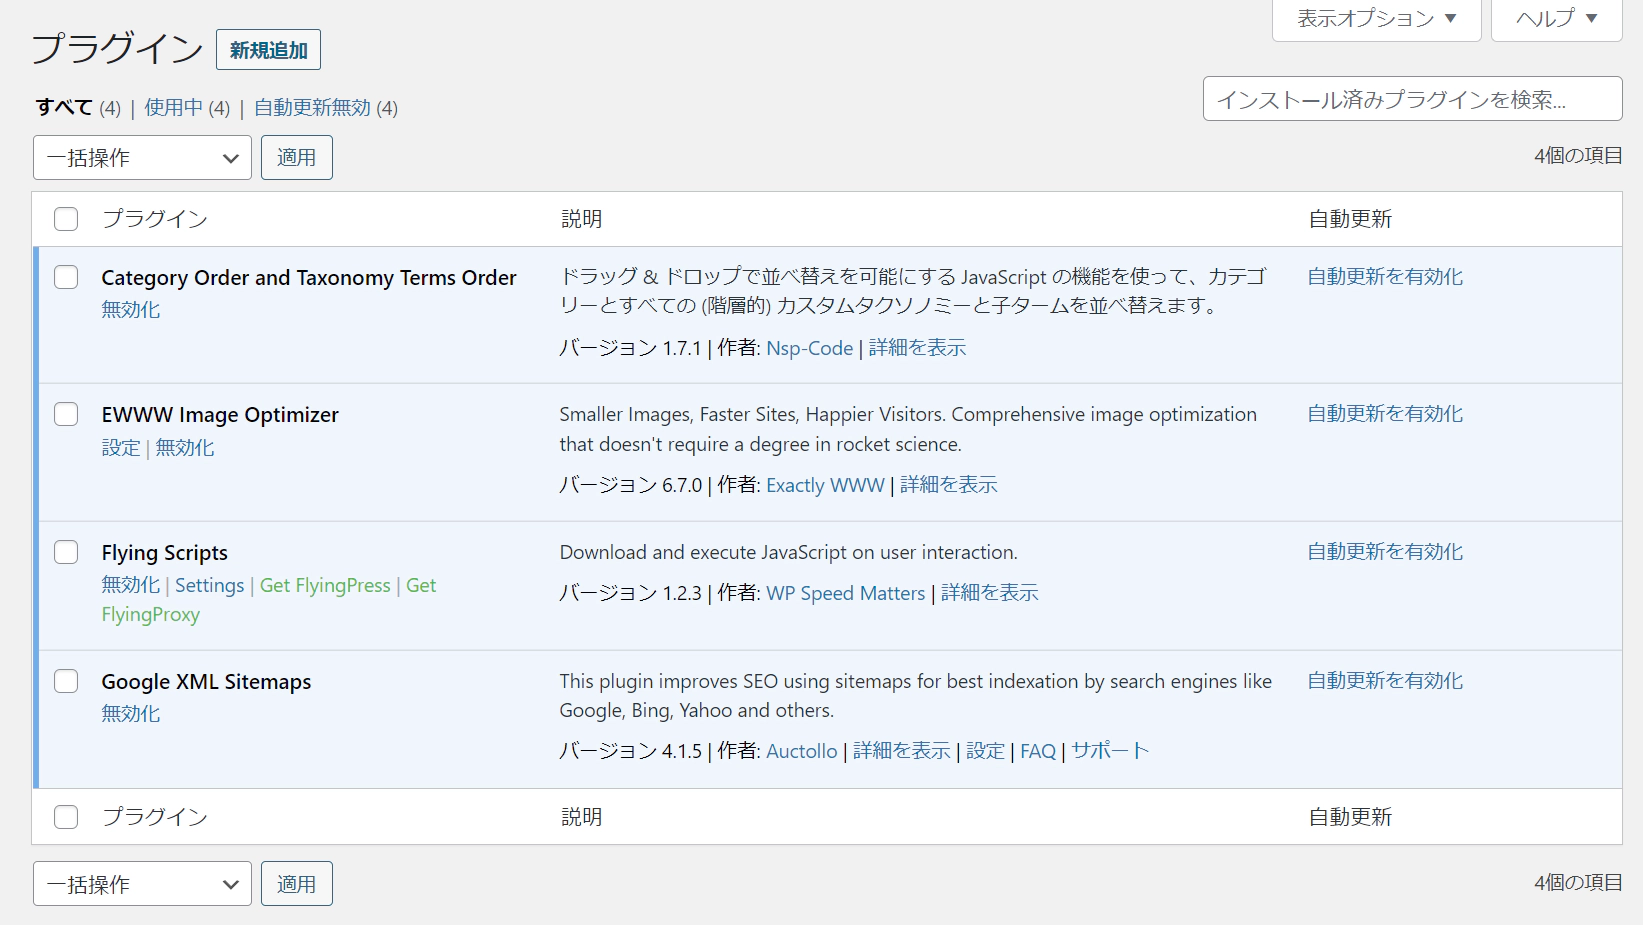 表示オプション ▼ ヘルプ ▼
プラグイン 新規追加
すべて (4) | 使用中 (4) | 自動更新無効 (4)
インストール済みプラグインを検索...
一括操作 適用 4個の項目
プラグイン 説明 自動更新
Category Order and Taxonomy Terms Order
無効化
ドラッグ & ドロップで並べ替えを可能にする JavaScript の機能を使って、カテゴ
リーとすべての (階層的) カスタムタクソノミーと子タームを並べ替えます。
バージョン 1.7.1 | 作者: Nsp-Code | 詳細を表示
自動更新を有効化
EWWW Image Optimizer
設定 | 無効化
Smaller Images, Faster Sites, Happier Visitors. Comprehensive image optimization
that doesn't require a degree in rocket science.
バージョン 6.7.0 | 作者: Exactly WWW | 詳細を表示
自動更新を有効化
Flying Scripts
無効化 | Settings | Get FlyingPress | Get
FlyingProxy
Download and execute JavaScript on user interaction.
バージョン 1.2.3 | 作者: WP Speed Matters | 詳細を表示
自動更新を有効化
Google XML Sitemaps
無効化
This plugin improves SEO using sitemaps for best indexation by search engines like
Google, Bing, Yahoo and others.
バージョン 4.1.5 | 作者: Auctollo | 詳細を表示 | 設定 | FAQ | サポート
自動更新を有効化
プラグイン 説明 自動更新
一括操作 適用 4個の項目